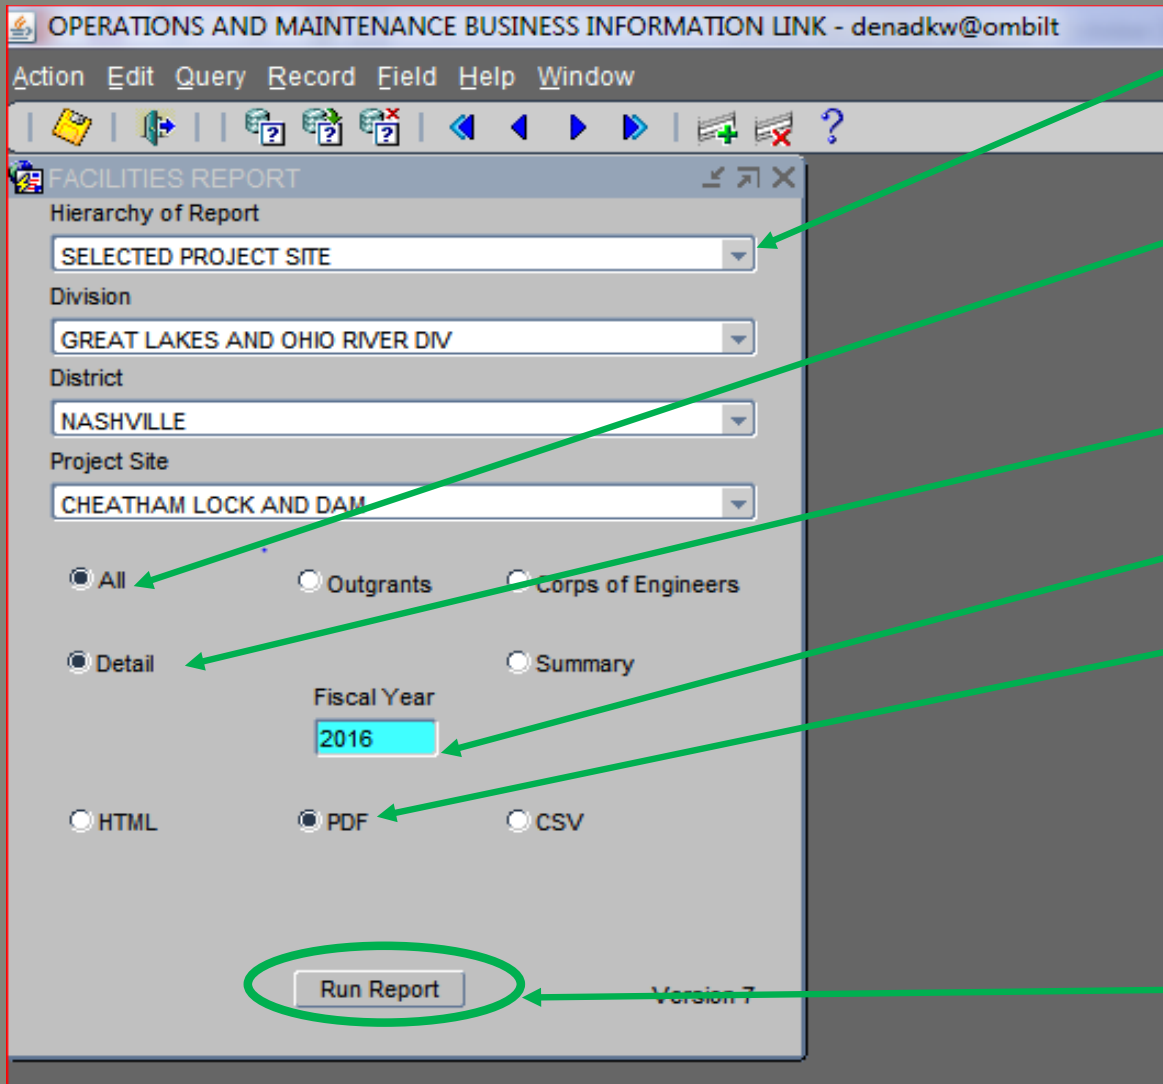 OPERATIONS AND MAINTENANCE BUSINESS INFORMATION LINK - denadkw@ombilt
Action Edit Query Record Field Help Window
FACILITIES REPORT
Hierarchy of Report
SELECTED PROJECT SITE
Division
GREAT LAKES AND OHIO RIVER DIV
District
NASHVILLE
Project Site
CHEATHAM LOCK AND DAM
All Outgrants Corps of Engineers
Detail Summary
Fiscal Year
2016
HTML PDF CSV
Run Report Version 7